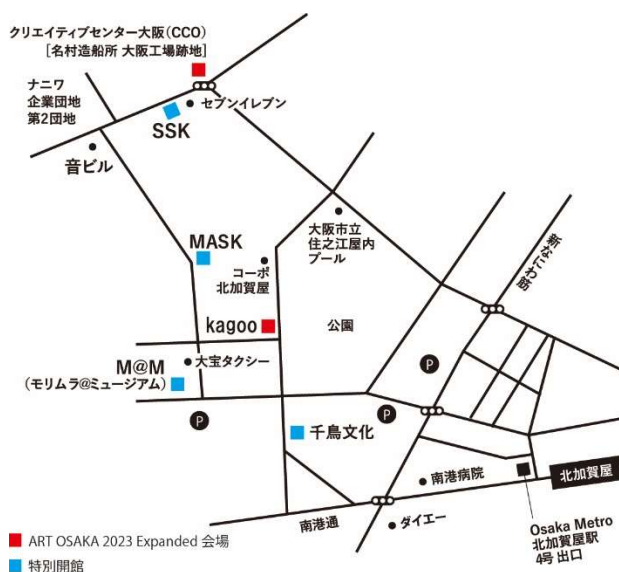 クリエイティブセンター大阪（CCO）
［名村造船所 大阪工場跡地］
ナニワ
企業団地
第2団地
セブンイレブン
SSK
音ビル
大阪市立
住之江屋内
プール
新なにわ筋
MASK
コーポ
北加賀屋
kagoo
公園
M@M
（モリムラ@ミュージアム）
大宝タクシー
P
P
P
千鳥文化
南港病院
北加賀屋
南港通
ダイエー
Osaka Metro
北加賀屋駅
4号 出口
ART OSAKA 2023 Expanded 会場
特別開館